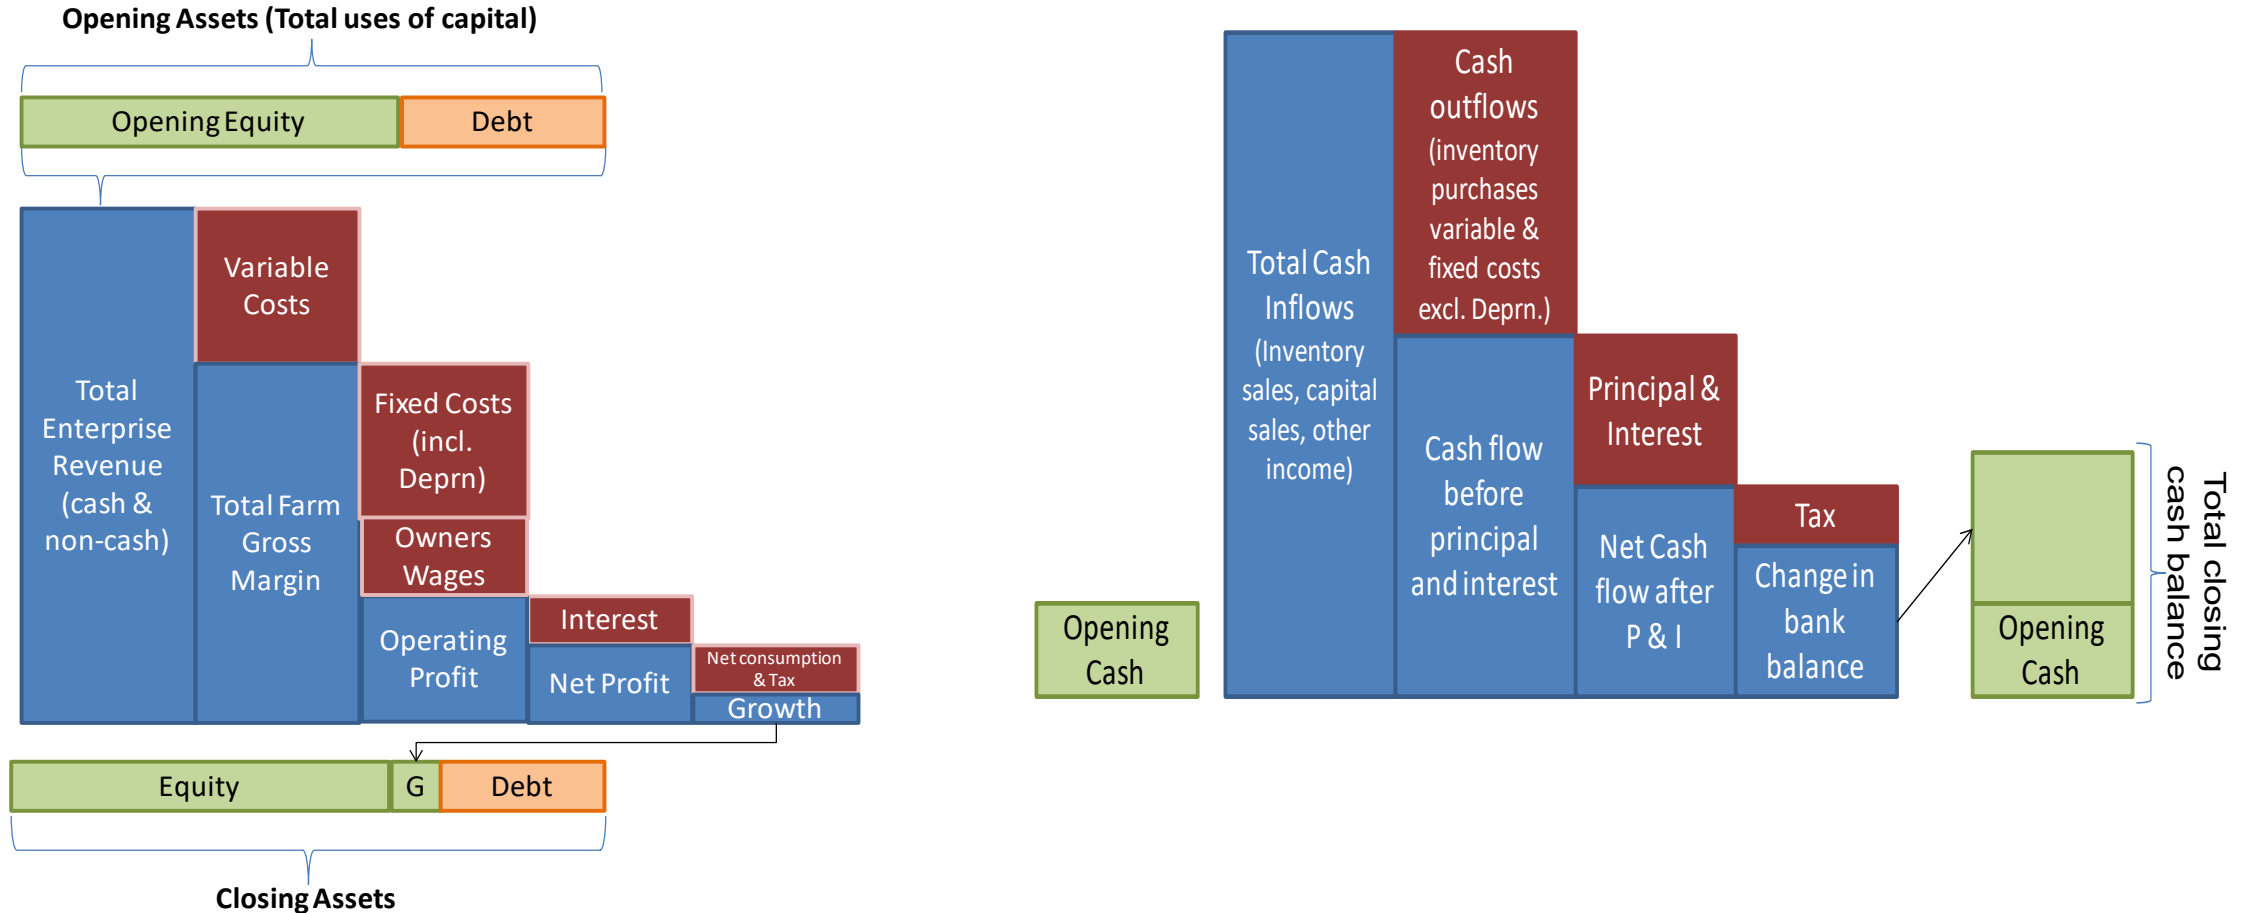 Opening Assets (Total uses of capital)
Opening Equity
Debt
Total
Enterprise
Revenue
(cash &
non-cash)
Variable
Costs
Total Farm
Gross
Margin
Fixed Costs
(incl.
Deprn)
Owners
Wages
Operating
Profit
Interest
Net Profit
Net consumption
& Tax
Growth
Equity
G
Debt
Closing Assets
Opening
Cash
Total Cash
Inflows
(Inventory
sales, capital
sales, other
income)
Cash
outflows
(inventory
purchases
variable &
fixed costs
excl. Deprn.)
Cash flow
before
principal
and interest
Principal &
Interest
Net Cash
flow after
P & I
Tax
Change in
bank
balance
Opening
Cash
Total closing
cash balance